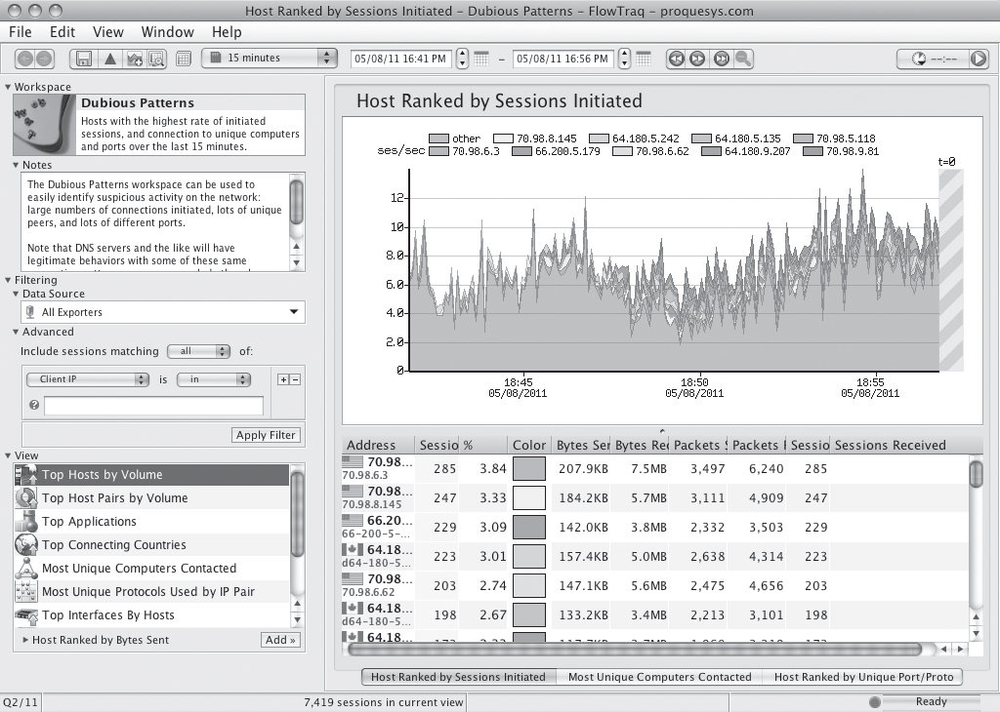 Host Ranked by Sessions Initiated – Dubious Patterns – FlowTraq – proquesys.com
File Edit View Window Help
15 minutes 05/08/11 16:41 PM – 05/08/11 16:56 PM --:--
Workspace
Dubious Patterns
Hosts with the highest rate of initiated
sessions, and connection to unique computers
and ports over the last 15 minutes.
Notes
The Dubious Patterns workspace can be used to
easily identify suspicious activity on the network:
large numbers of connections initiated, lots of unique
peers, and lots of different ports.
Note that DNS servers and the like will have
legitimate behaviors with some of these same
Filtering
Data Source
All Exporters
Advanced
Include sessions matching all of:
Client IP is in
Apply Filter
View
Top Hosts by Volume
Top Host Pairs by Volume
Top Applications
Top Connecting Countries
Most Unique Computers Contacted
Most Unique Protocols Used by IP Pair
Top Interfaces By Hosts
Host Ranked by Bytes Sent Add »
Host Ranked by Sessions Initiated
other 70.98.8.145 64.180.5.242 64.180.5.135 70.98.5.118
ses/sec 70.98.6.3 66.200.5.179 70.98.6.62 64.180.9.207 70.98.9.81
t=0
12
10
8.0
6.0
4.0
2.0
0
18:45 18:50 18:55
05/08/2011 05/08/2011 05/08/2011
Address Sessio % Color Bytes Ser Bytes Rec Packets S Packets Sessio Sessions Received
70.98... 285 3.84 207.9KB 7.5MB 3,497 6,240 285
70.98.6.3
70.98... 247 3.33 184.2KB 5.7MB 3,111 4,909 247
70.98.8.145
66.20... 229 3.09 142.0KB 3.8MB 2,332 3,503 229
66-200-5-...
64.18... 223 3.01 157.4KB 5.0MB 2,638 4,314 223
d64-180-5...
70.98... 203 2.74 147.1KB 5.6MB 2,475 4,656 203
70.98.6.62
64.18... 198 2.67 133.2KB 3.4MB 2,213 3,101 198
d64-180-5...
64.18...
Host Ranked by Sessions Initiated Most Unique Computers Contacted Host Ranked by Unique Port/Proto
Q2/11 7,419 sessions in current view Ready